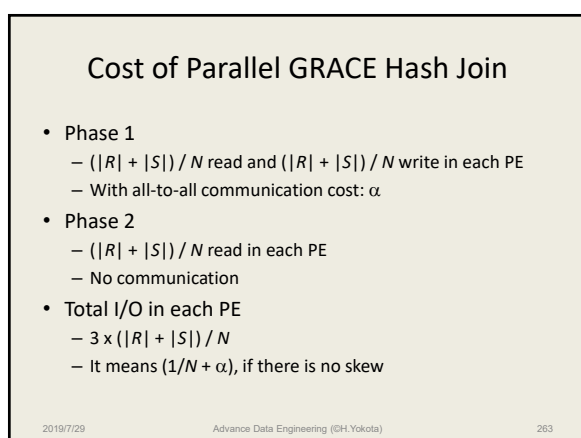 Cost of Parallel GRACE Hash Join
• Phase 1
– (|R| + |S|) / N read and (|R| + |S|) / N write in each PE
– With all-to-all communication cost: α
• Phase 2
– (|R| + |S|) / N read in each PE
– No communication
• Total I/O in each PE
– 3 x (|R| + |S|) / N
– It means (1/N + α), if there is no skew
2019/7/29 Advance Data Engineering (©H.Yokota) 263